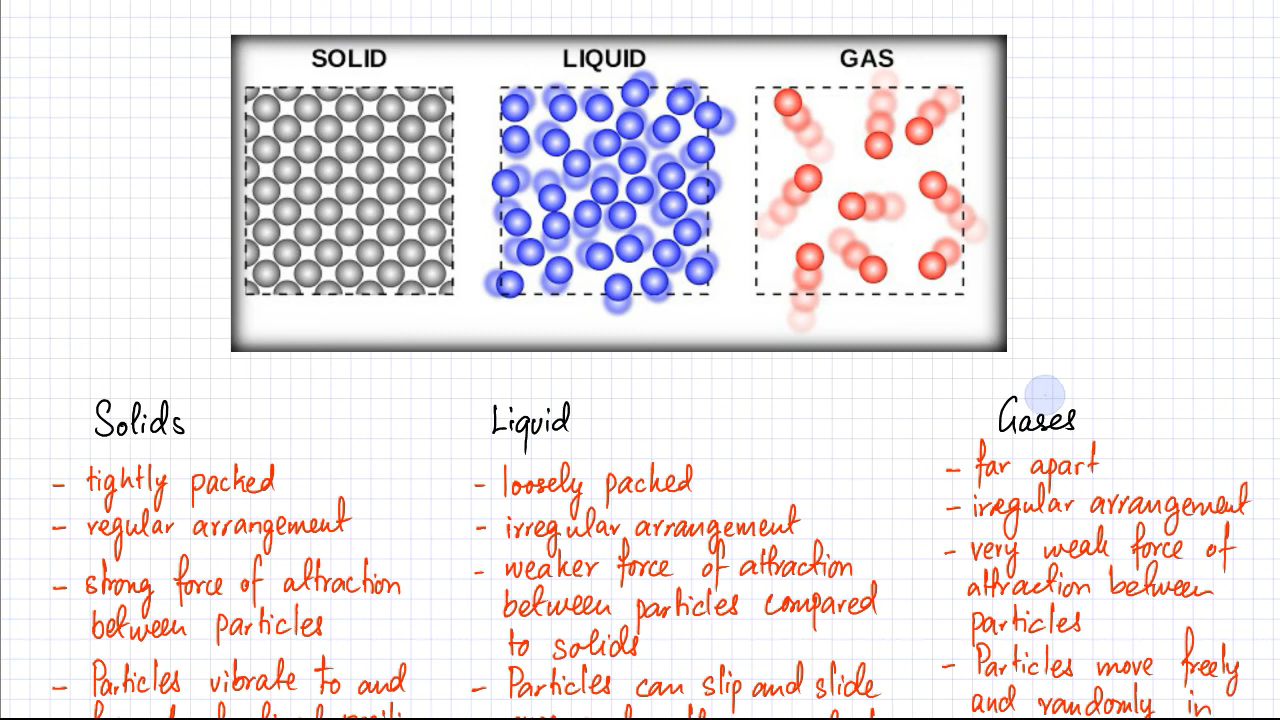 SOLID
LIQUID
GAS
Solids
- tightly packed
- regular arrangement
- strong force of attraction
between particles
- Particles vibrate to and
Liquid
- loosely packed
- irregular arrangement
- weaker force of attraction
between particles compared
to solids
- Particles can slip and slide
Gases
- far apart
- irregular arrangement
- very weak force of
attraction between
particles
- Particles move freely
and randomly in